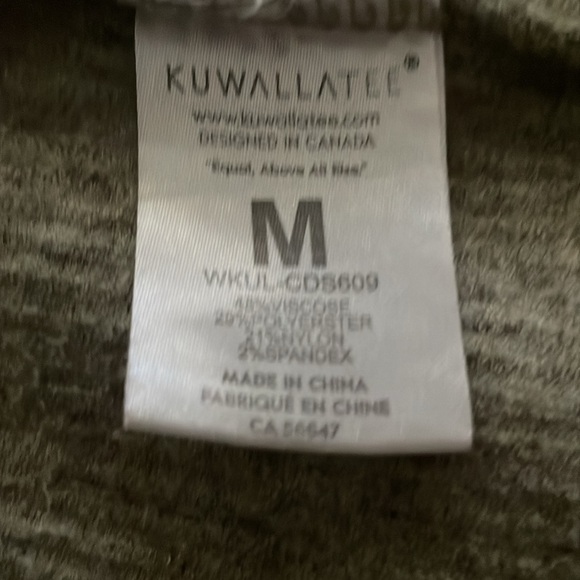 KUWALLATEE®
www.kuwallatee.com
DESIGNED IN CANADA
"Equal, Above All Else"
M
WKUL-CDS609
48%VISCOSE
29%POLYERSTER
21%NYLON
2%SPANDEX
MADE IN CHINA
FABRIQUÉ EN CHINE
CA 56647